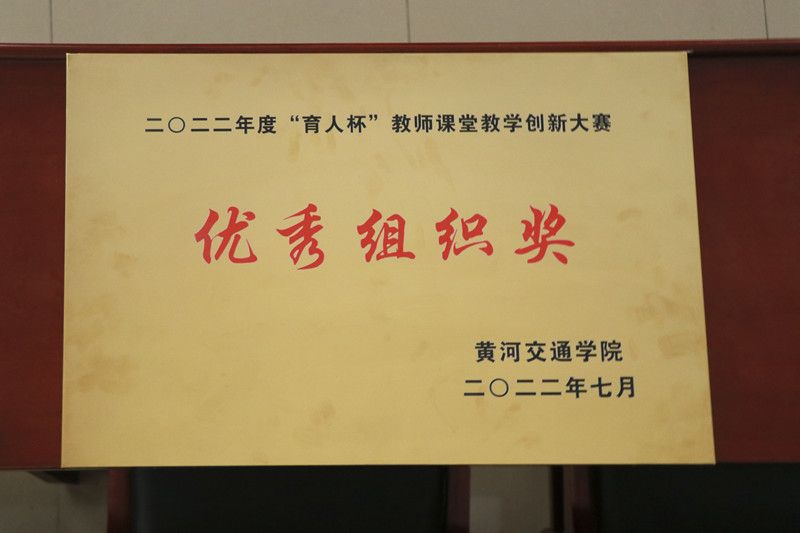 二〇二二年度“育人杯”教师课堂教学创新大赛
优秀组织奖
黄河交通学院
二〇二二年七月